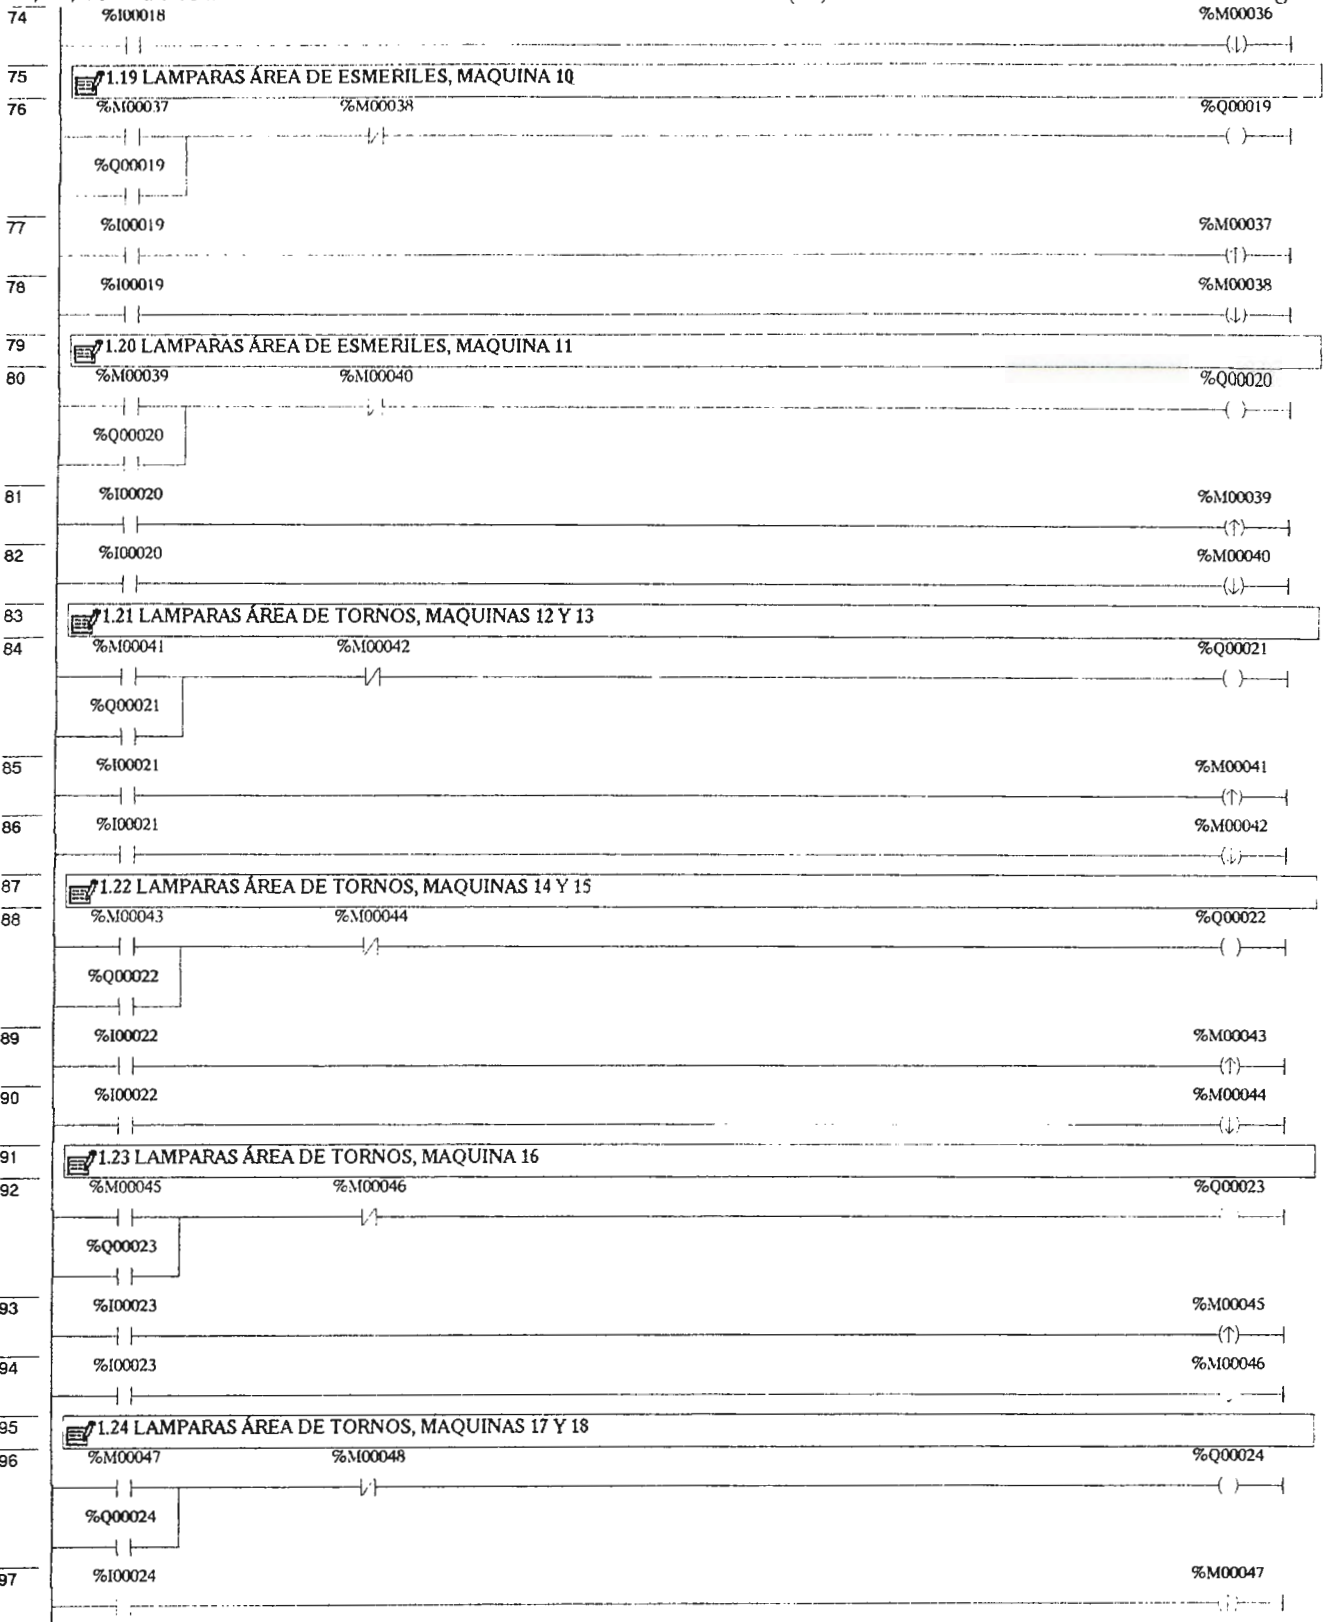 74 %I00018 %M00036
75 1.19 LAMPARAS ÁREA DE ESMERILES, MAQUINA 10
76 %M00037 %M00038 %Q00019
%Q00019
77 %I00019 %M00037
78 %I00019 %M00038
79 1.20 LAMPARAS ÁREA DE ESMERILES, MAQUINA 11
80 %M00039 %M00040 %Q00020
%Q00020
81 %I00020 %M00039
82 %I00020 %M00040
83 1.21 LAMPARAS ÁREA DE TORNOS, MAQUINAS 12 Y 13
84 %M00041 %M00042 %Q00021
%Q00021
85 %I00021 %M00041
86 %I00021 %M00042
87 1.22 LAMPARAS ÁREA DE TORNOS, MAQUINAS 14 Y 15
88 %M00043 %M00044 %Q00022
%Q00022
89 %I00022 %M00043
90 %I00022 %M00044
91 1.23 LAMPARAS ÁREA DE TORNOS, MAQUINA 16
92 %M00045 %M00046 %Q00023
%Q00023
93 %I00023 %M00045
94 %I00023 %M00046
95 1.24 LAMPARAS ÁREA DE TORNOS, MAQUINAS 17 Y 18
96 %M00047 %M00048 %Q00024
%Q00024
97 %I00024 %M00047